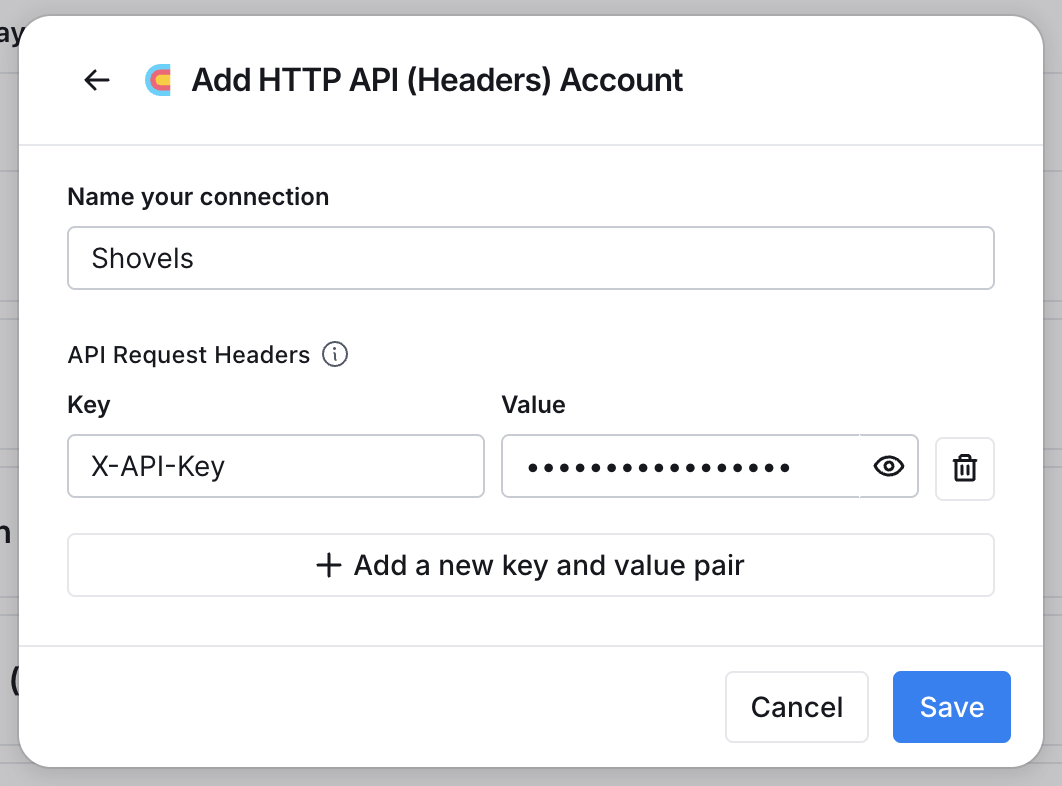 Add HTTP API (Headers) Account
Name your connection
Shovels
API Request Headers
Key
Value
X-API-Key
•••••••••••••••••
Add a new key and value pair
Cancel
Save